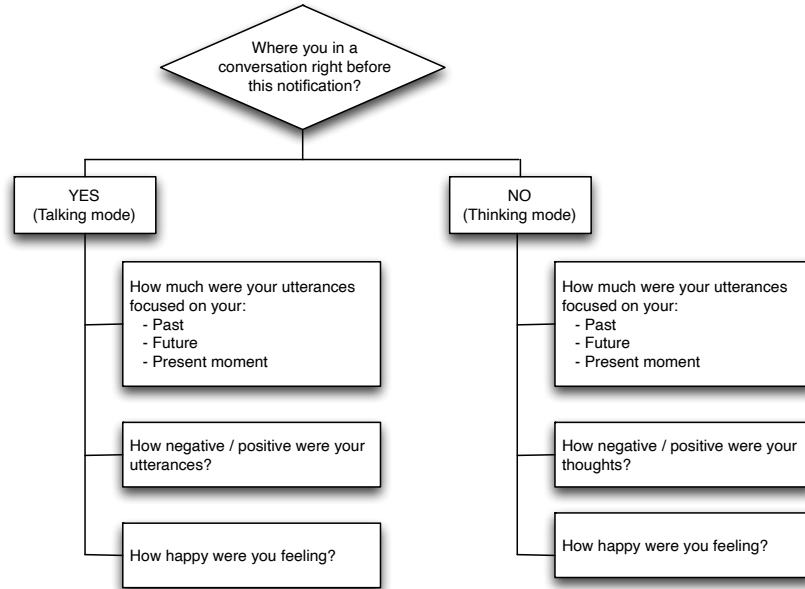 Where you in a
conversation right before
this notification?
YES
(Talking mode)
NO
(Thinking mode)
How much were your utterances
focused on your:
- Past
- Future
- Present moment
How much were your utterances
focused on your:
- Past
- Future
- Present moment
How negative / positive were your
utterances?
How negative / positive were your
thoughts?
How happy were you feeling?
How happy were you feeling?